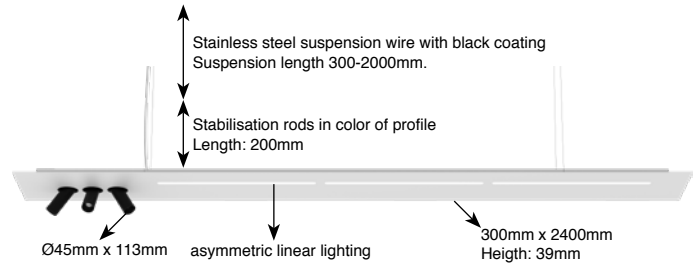 Stainless steel suspension wire with black coating
Suspension length 300-2000mm.
Stabilisation rods in color of profile
Length: 200mm
Ø45mm x 113mm
asymmetric linear lighting
300mm x 2400mm
Heigth: 39mm